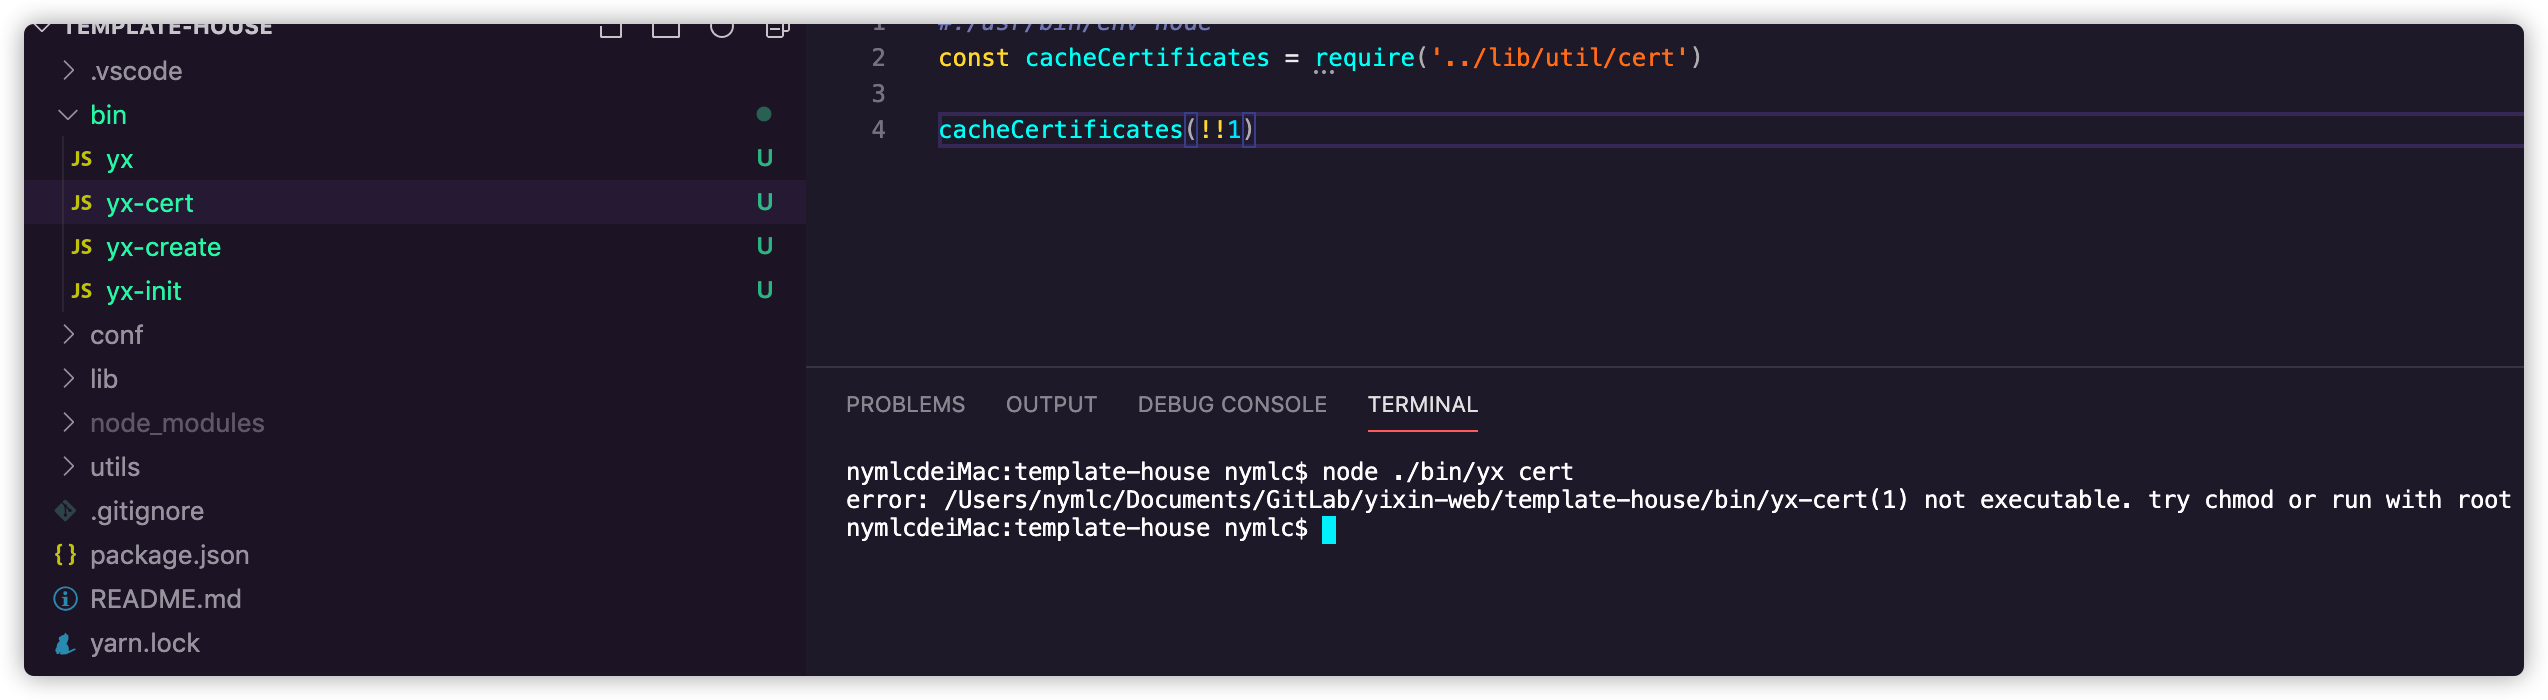 TEMPLATE-HOUSE
.vscode
bin
JS yx U
JS yx-cert U
JS yx-create U
JS yx-init U
conf
lib
node_modules
utils
.gitignore
{} package.json
README.md
yarn.lock
1 #!/usr/bin/env node
2 const cacheCertificates = require('../lib/util/cert')
3
4 cacheCertificates(!!1)
PROBLEMS OUTPUT DEBUG CONSOLE TERMINAL
nymlcdeiMac:template-house nymlc$ node ./bin/yx cert
error: /Users/nymlc/Documents/GitLab/yixin-web/template-house/bin/yx-cert(1) not executable. try chmod or run with root
nymlcdeiMac:template-house nymlc$